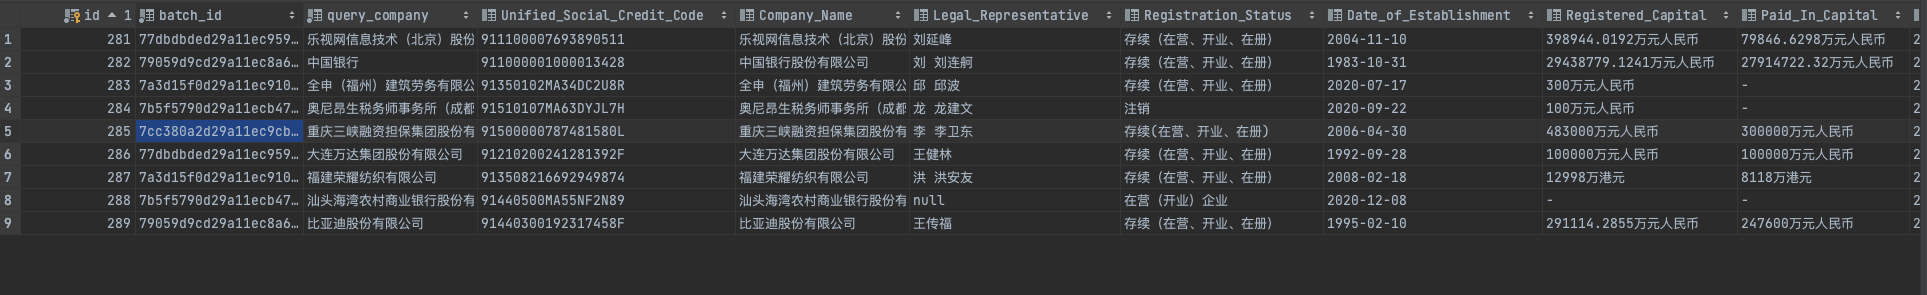 id 1 batch_id query_company Unified_Social_Credit_Code Company_Name Legal_Representative Registration_Status Date_of_Establishment Registered_Capital Paid_In_Capital
1 281 77dbdbded29a11ec959… 乐视网信息技术（北京）股份 911100007693890511 乐视网信息技术（北京）股份 刘延峰 存续（在营、开业、在册） 2004-11-10 398944.0192万元人民币 79846.6298万元人民币 2
2 282 79059d9cd29a11ec8a6… 中国银行 911000001000013428 中国银行股份有限公司 刘 刘连舸 存续（在营、开业、在册） 1983-10-31 29438779.1241万元人民币 27914722.32万元人民币 2
3 283 7a3d15f0d29a11ec910… 全申（福州）建筑劳务有限公 91350102MA34DC2U8R 全申（福州）建筑劳务有限公 邱 邱波 存续（在营、开业、在册） 2020-07-17 300万元人民币 - 2
4 284 7b5f5790d29a11ecb47… 奥尼昂生税务师事务所（成都 91510107MA63DYJL7H 奥尼昂生税务师事务所（成都 龙 龙建文 注销 2020-09-22 100万元人民币 - 2
5 285 7cc380a2d29a11ec9cb… 重庆三峡融资担保集团股份有 91500000787481580L 重庆三峡融资担保集团股份有 李 李卫东 存续(在营、开业、在册) 2006-04-30 483000万元人民币 300000万元人民币 2
6 286 77dbdbded29a11ec959… 大连万达集团股份有限公司 91210200241281392F 大连万达集团股份有限公司 王健林 存续（在营、开业、在册） 1992-09-28 100000万元人民币 100000万元人民币 2
7 287 7a3d15f0d29a11ec910… 福建荣耀纺织有限公司 913508216692949874 福建荣耀纺织有限公司 洪 洪安友 存续（在营、开业、在册） 2008-02-18 12998万港元 8118万港元 2
8 288 7b5f5790d29a11ecb47… 汕头海湾农村商业银行股份有 91440500MA55NF2N89 汕头海湾农村商业银行股份有 null 在营（开业）企业 2020-12-08 - - 2
9 289 79059d9cd29a11ec8a6… 比亚迪股份有限公司 91440300192317458F 比亚迪股份有限公司 王传福 存续（在营、开业、在册） 1995-02-10 291114.2855万元人民币 247600万元人民币 2